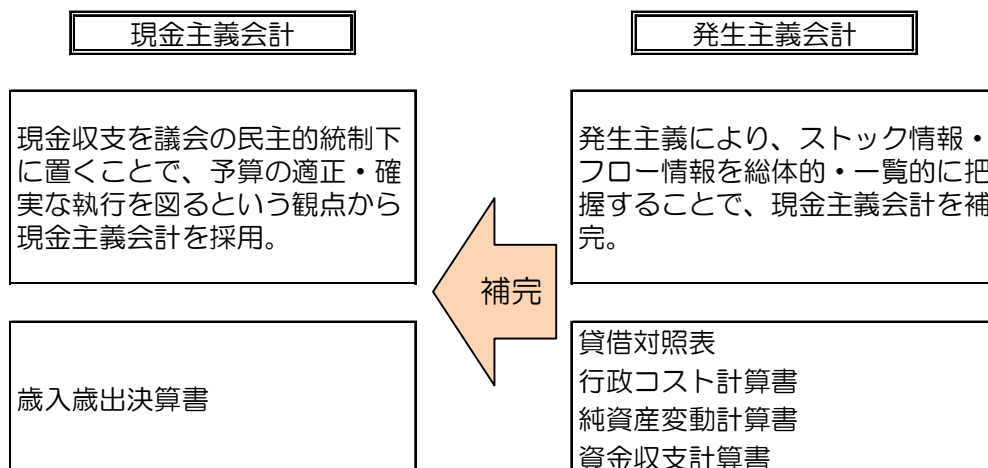 現金主義会計
発生主義会計
現金収支を議会の民主的統制下
に置くことで、予算の適正・確
実な執行を図るという観点から
現金主義会計を採用。
発生主義により、ストック情報・
フロー情報を総体的・一覧的に把
握することで、現金主義会計を補
完。
補完
歳入歳出決算書
貸借対照表
行政コスト計算書
純資産変動計算書
資金収支計算書